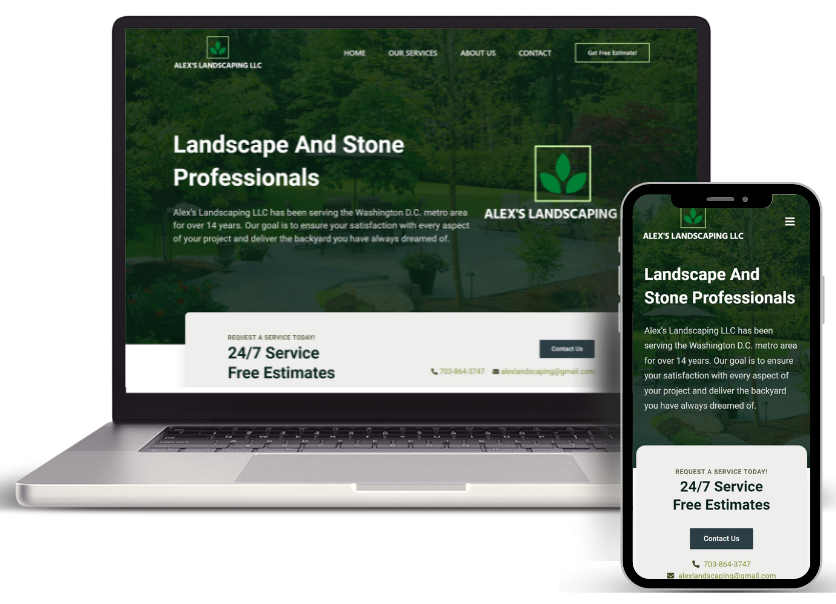 ALEX'S LANDSCAPING LLC
HOME OUR SERVICES ABOUT US CONTACT Get Free Estimate!
Landscape And Stone
Professionals
Alex's Landscaping LLC has been serving the Washington D.C. metro area
for over 14 years. Our goal is to ensure your satisfaction with every aspect
of your project and deliver the backyard you have always dreamed of.
ALEX'S LANDSCAPING
REQUEST A SERVICE TODAY!
24/7 Service
Free Estimates
Contact Us
703-864-3747 alexlandscaping@gmail.com
ALEX'S LANDSCAPING LLC
Landscape And
Stone Professionals
Alex's Landscaping LLC has been
serving the Washington D.C. metro area
for over 14 years. Our goal is to ensure
your satisfaction with every aspect of
your project and deliver the backyard
you have always dreamed of.
REQUEST A SERVICE TODAY!
24/7 Service
Free Estimates
Contact Us
703-864-3747
alexlandscaping@gmail.com